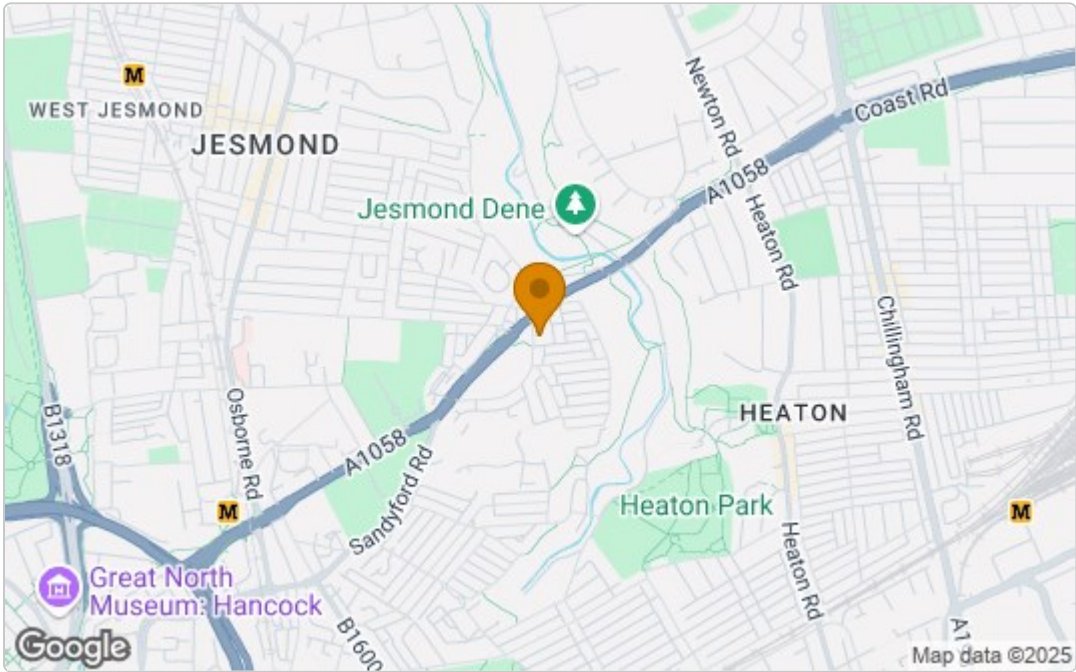 M
WEST JESMOND
JESMOND
Newton Rd
Coast Rd
A1058
Jesmond Dene
Heaton Rd
Chillingham Rd
B1318
Osborne Rd
A1058
Sandyford Rd
HEATON
M
Heaton Park
M
Heaton Rd
Great North
Museum: Hancock
B1600
Google
Map data ©2025